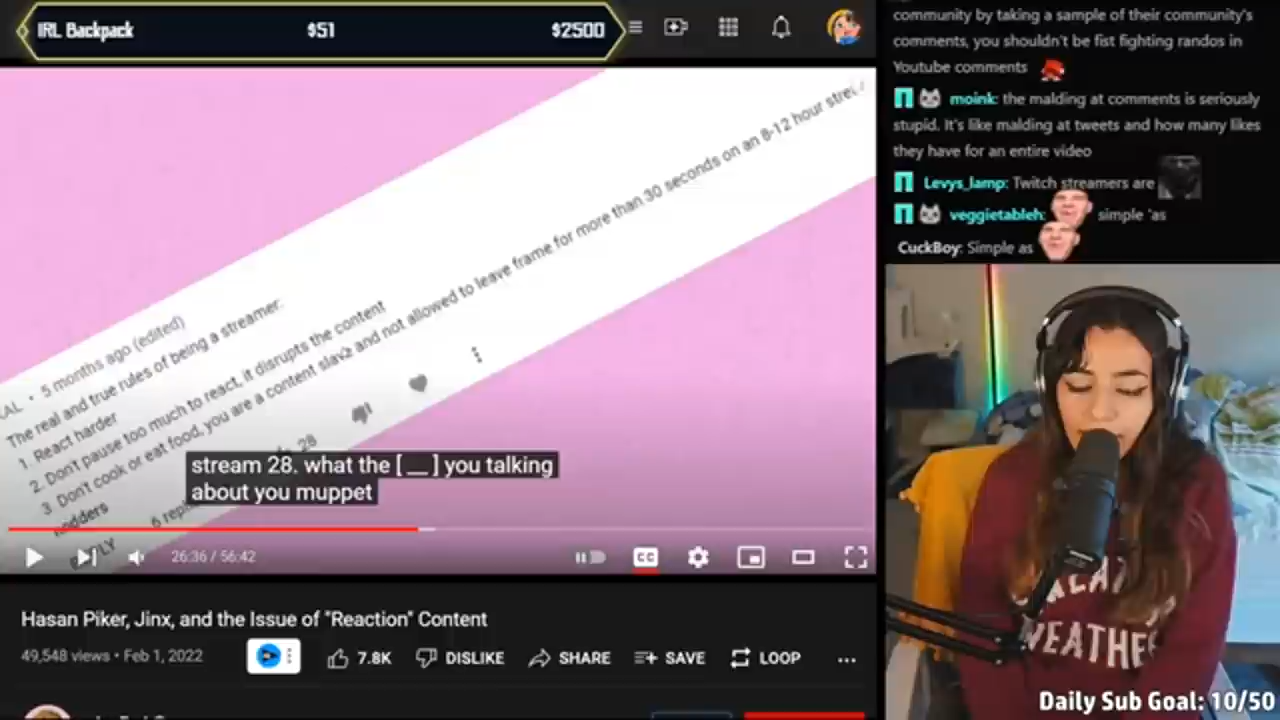 IRL Backpack $51 $2500
AL • 5 months ago (edited)
The real and true rules of being a streamer:
1. React harder
2. Don't pause too much to react, it disrupts the content
3 Don't cook or eat food, you are a content slave and not allowed to leave frame for more than 30 seconds on an 8-12 hour
28
6
stream 28. what the [ __ ] you talking
about you muppet
26:36 / 56:42
CC
Hasan Piker, Jinx, and the Issue of "Reaction" Content
49,548 views • Feb 1, 2022
7.8K DISLIKE SHARE SAVE LOOP
community by taking a sample of their community's
comments, you shouldn't be fist fighting randos in
Youtube comments
moink: the malding at comments is seriously
stupid. It's like malding at tweets and how many likes
they have for an entire video
Levys_lamp: Twitch streamers are
veggietableh: simple 'as
CuckBoy: Simple as
WEATHER
Daily Sub Goal: 10/50